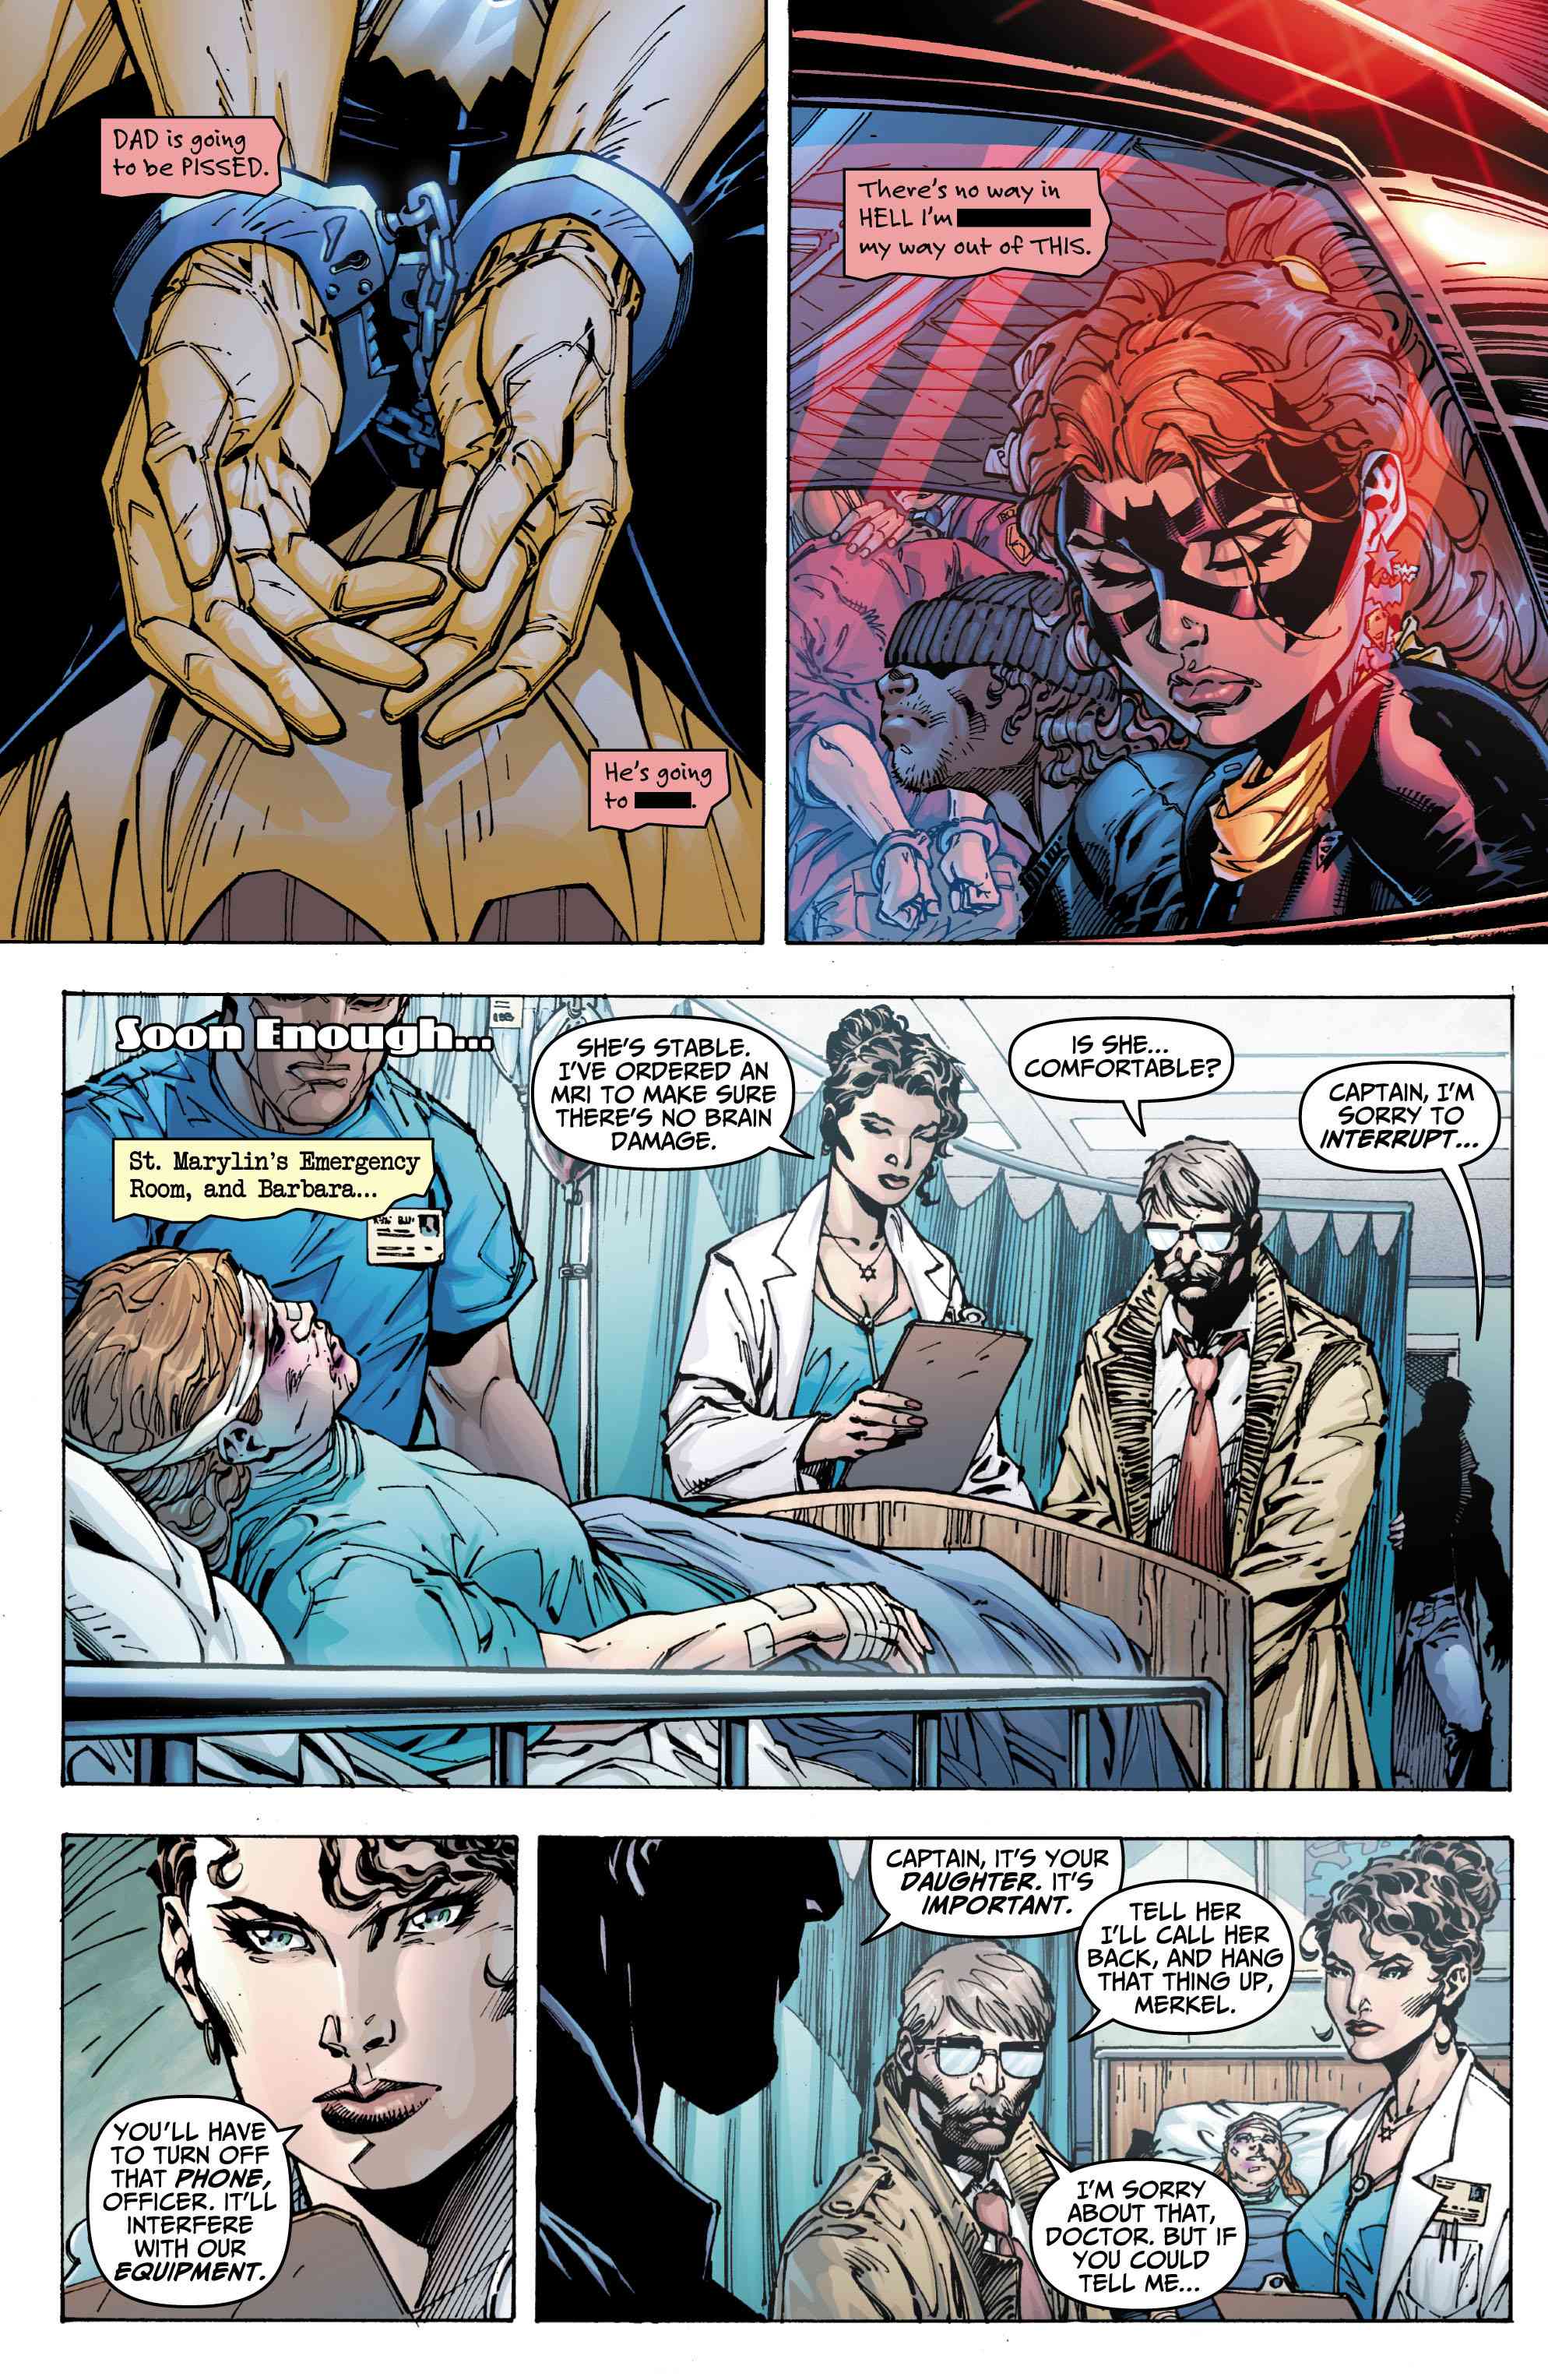 DAD is going
to be PISSED.
He's going
to .
There's no way in
HELL I'm
my way out of THIS.
Soon Enough...
St. Marylin's Emergency
Room, and Barbara...
SHE'S STABLE.
I'VE ORDERED AN
MRI TO MAKE SURE
THERE'S NO BRAIN
DAMAGE.
IS SHE...
COMFORTABLE?
CAPTAIN, I'M
SORRY TO
INTERRUPT...
YOU'LL HAVE
TO TURN OFF
THAT PHONE,
OFFICER. IT'LL
INTERFERE
WITH OUR
EQUIPMENT.
CAPTAIN, IT'S YOUR
DAUGHTER. IT'S
IMPORTANT.
TELL HER
I'LL CALL HER
BACK, AND HANG
THAT THING UP,
MERKEL.
I'M SORRY
ABOUT THAT,
DOCTOR. BUT IF
YOU COULD
TELL ME...